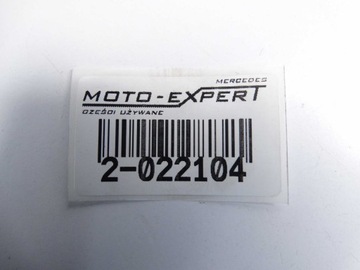 MERCEDES
MOTO-EXPERT
CZĘŚCI UŻYWANE
2-022104